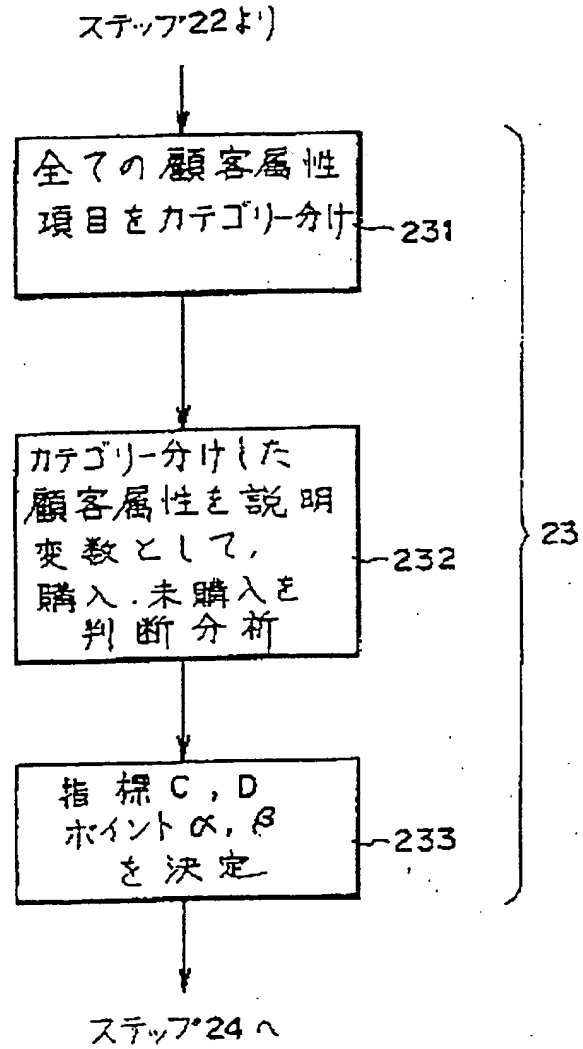 ステップ22より
全ての顧客属性
項目をカテゴリー分け
231
カテゴリー分けした
顧客属性を説明
変数として,
購入.未購入を
判断分析
232
23
指標C,D
ポイントα,β
を決定
233
ステップ24へ